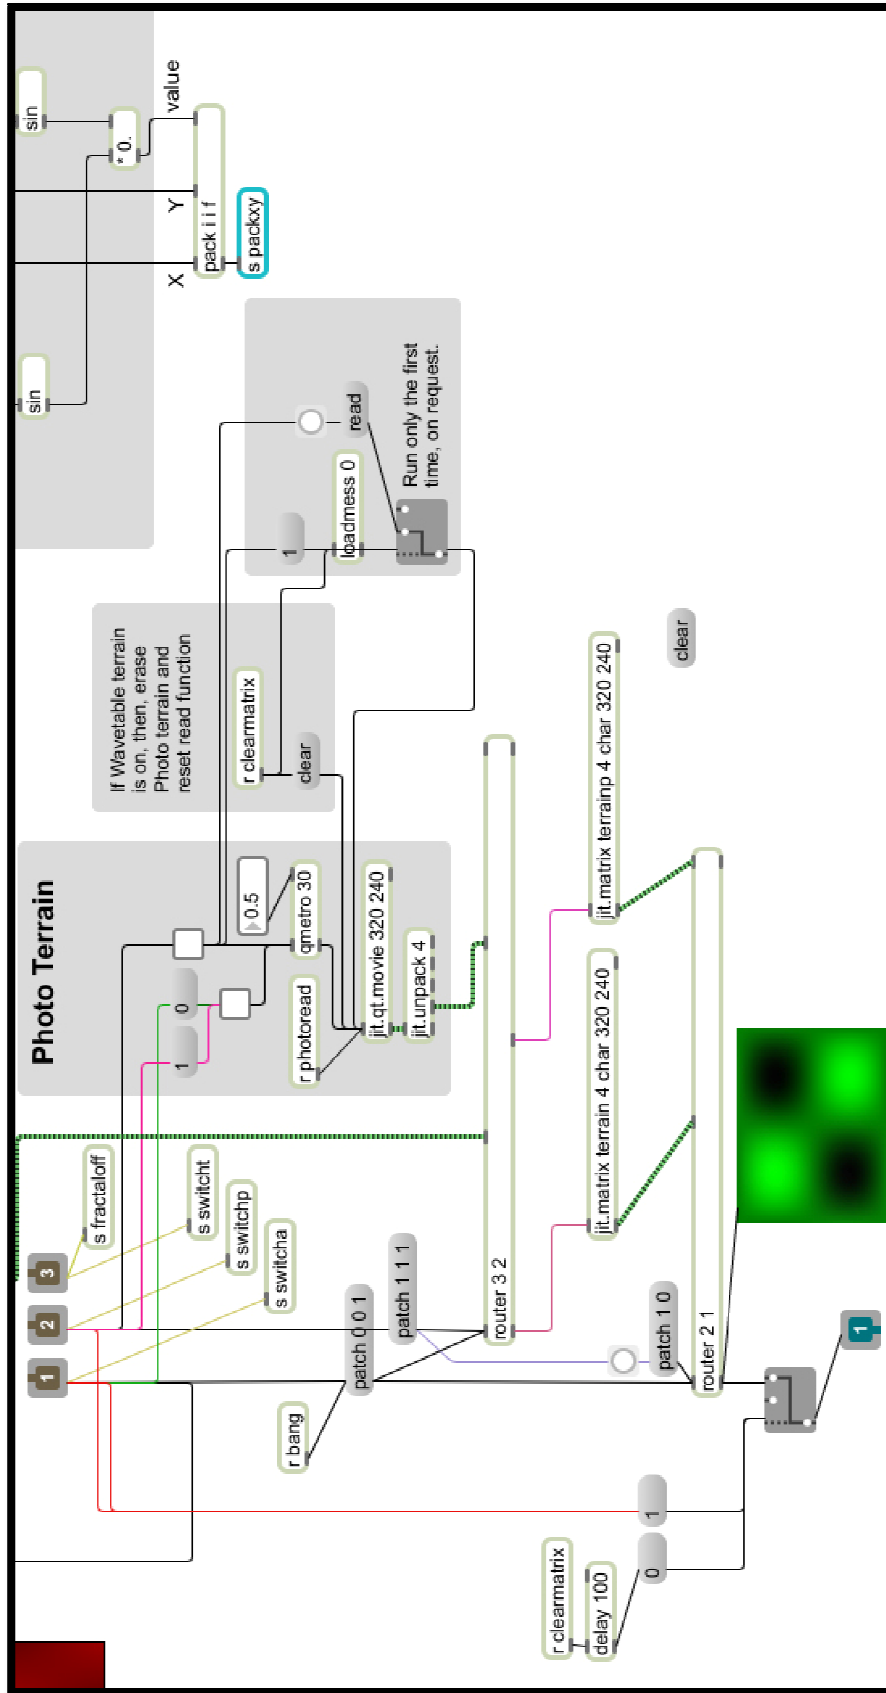 3
2
1
s fractaloff
s switcht
s switchp
s switcha
r bang
patch 0 0 1
patch 1 1 1
router 3 2
Photo Terrain
1
0
0.5
qmetro 30
r photoread
jit.qt.movie 320 240
jit.unpack 4
If Wavetable terrain
is on, then, erase
Photo terrain and
reset read function
r clearmatrix
clear
1
read
loadmess 0
Run only the first
time, on request.
sin
sin
* 0.
X
Y
value
pack i i f
s packxy
jit.matrix terrain 4 char 320 240
jit.matrix terrainp 4 char 320 240
clear
patch 1 0
router 2 1
r clearmatrix
delay 100
0
1
1